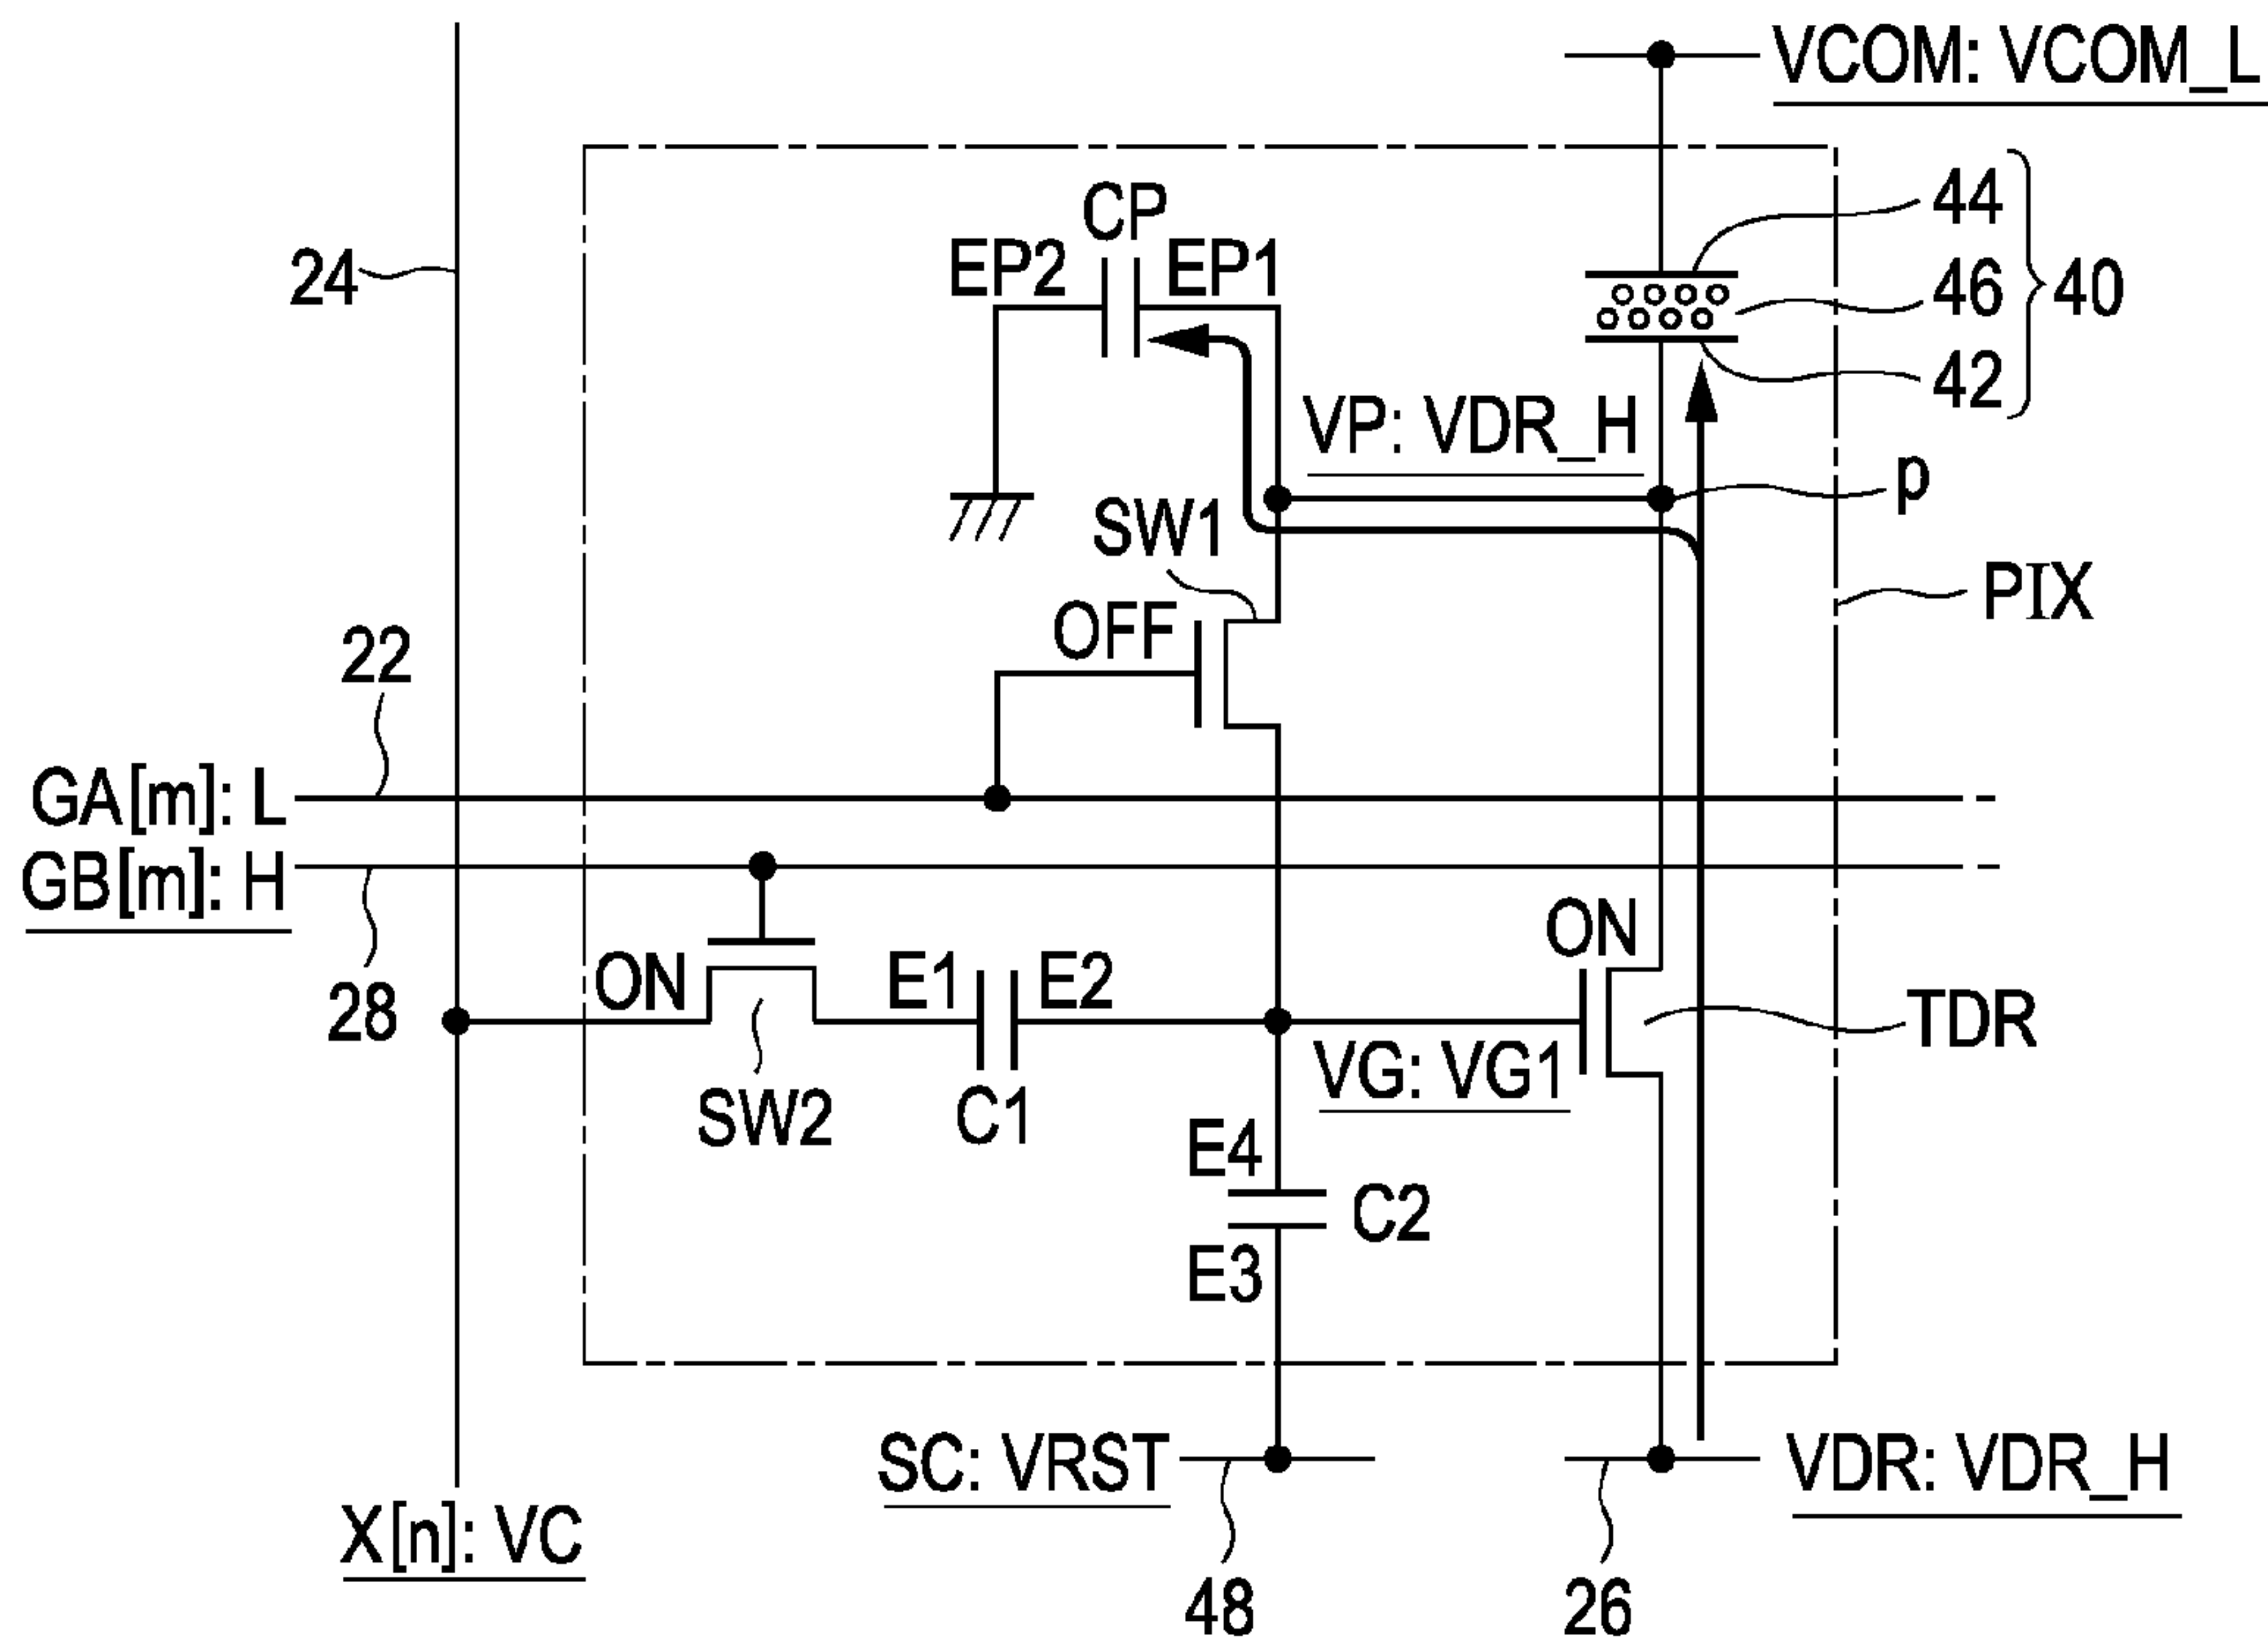 VCOM: VCOM_L
44
CP
EP2
EP1
24
46
40
42
VP: VDR_H
p
SW1
PIX
OFF
22
GA[m]: L
GB[m]: H
ON
ON
E1
E2
28
TDR
VG: VG1
SW2
C1
E4
C2
E3
SC: VRST
VDR: VDR_H
X[n]: VC
48
26